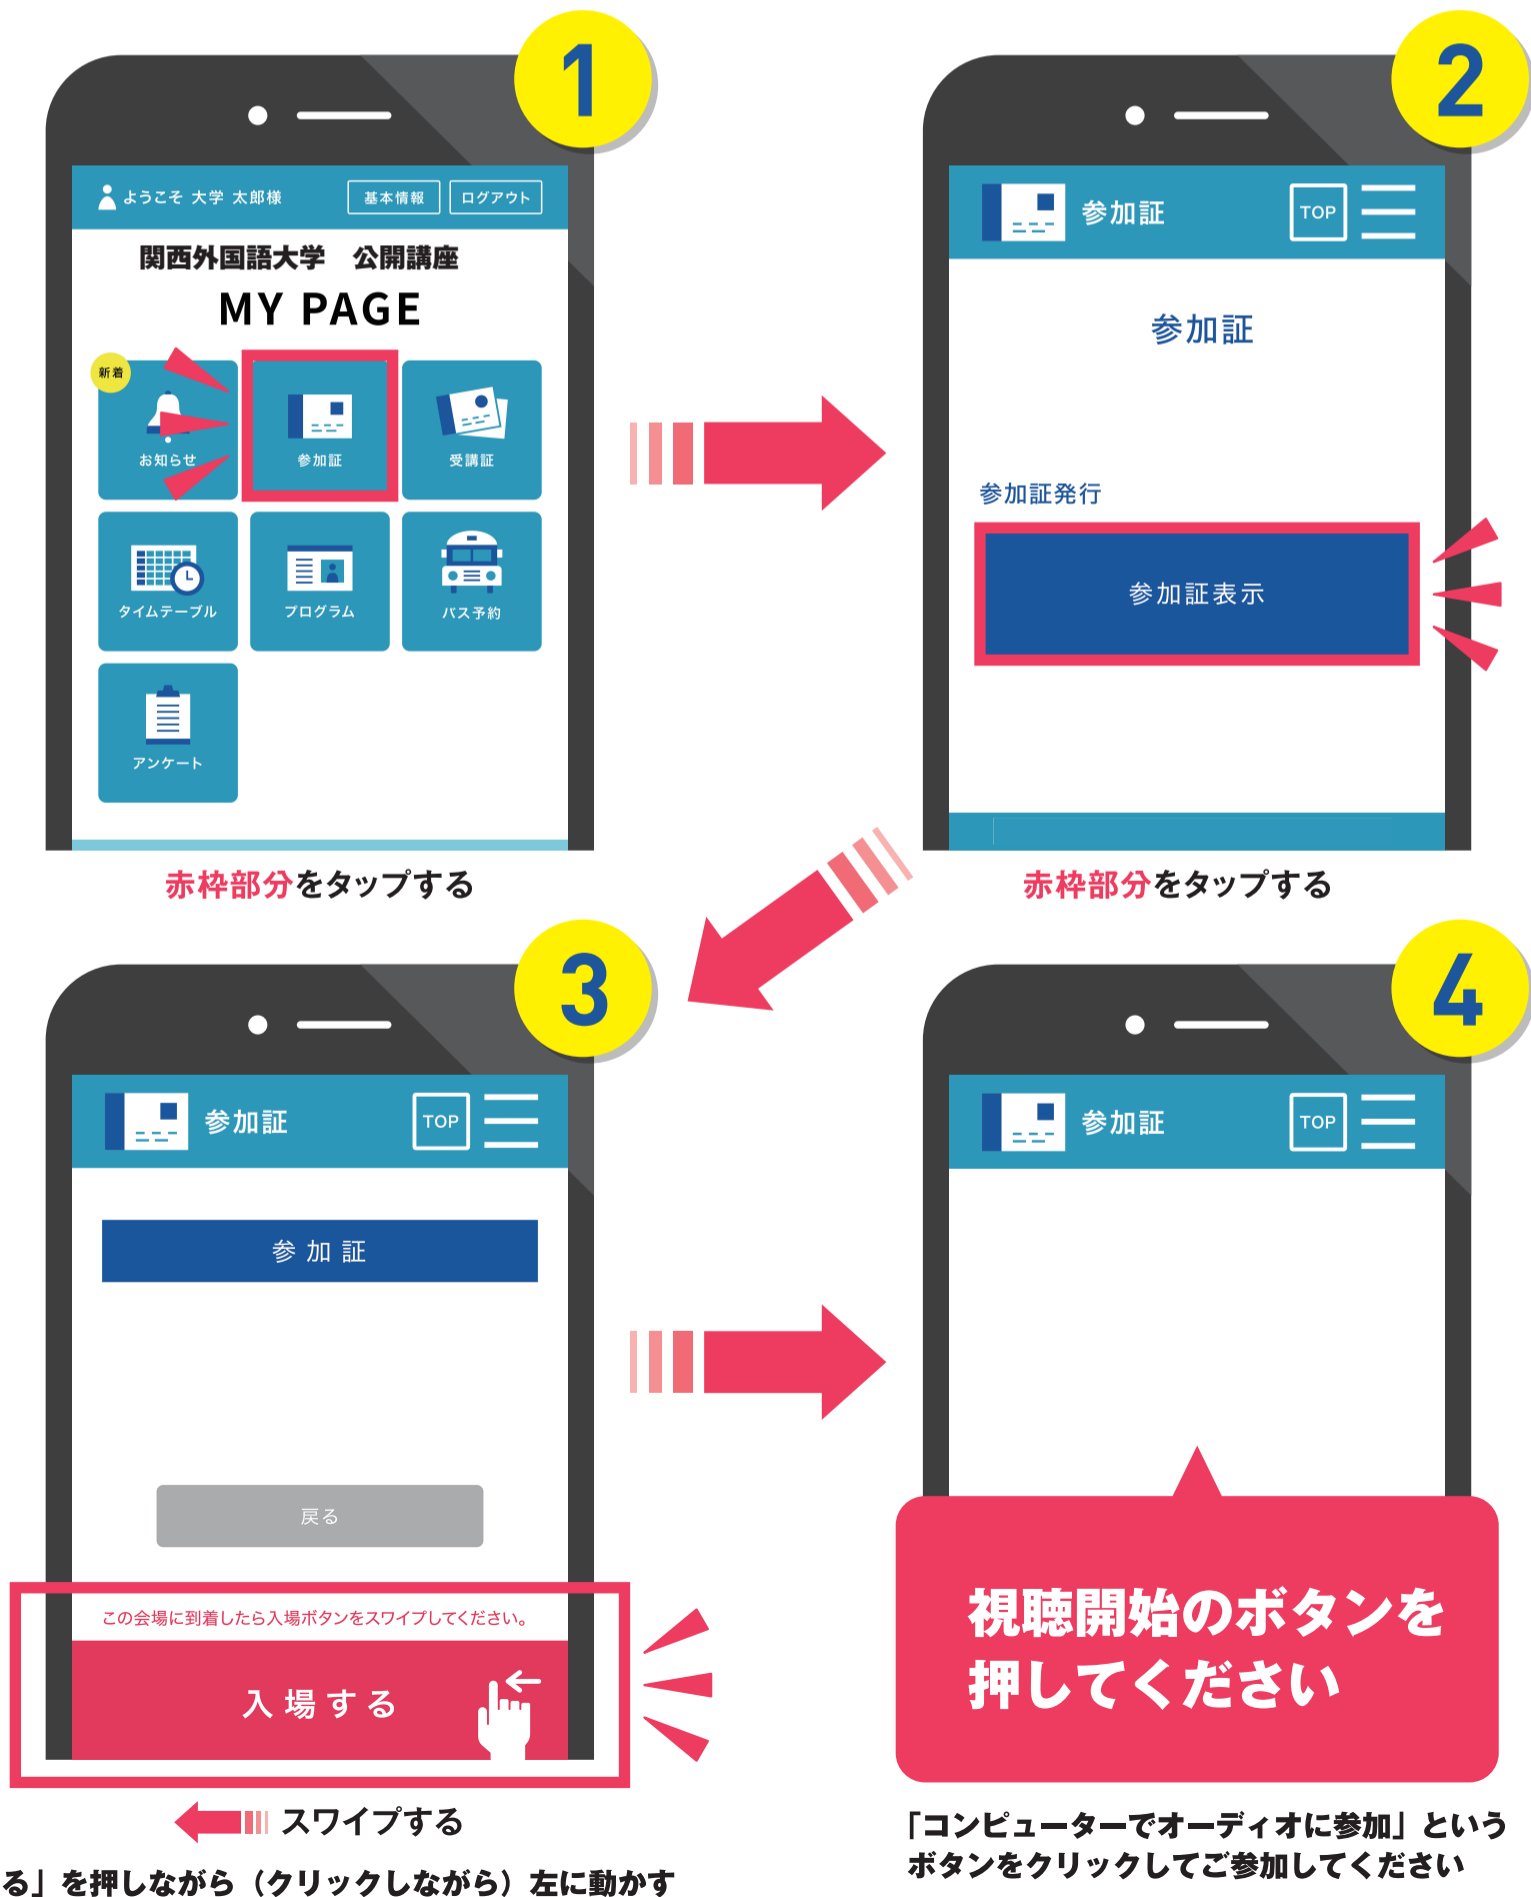 1
ようこそ 大学 太郎様
基本情報
ログアウト
関西外国語大学　公開講座
MY PAGE
新着
お知らせ
参加証
受講証
タイムテーブル
プログラム
バス予約
アンケート
赤枠部分をタップする
2
参加証
TOP
参加証
参加証発行
参加証表示
赤枠部分をタップする
3
参加証
TOP
参加証
戻る
この会場に到着したら入場ボタンをスワイプしてください。
入場する
スワイプする
る」を押しながら（クリックしながら）左に動かす
4
参加証
TOP
視聴開始のボタンを
押してください
「コンピューターでオーディオに参加」という
ボタンをクリックしてご参加してください